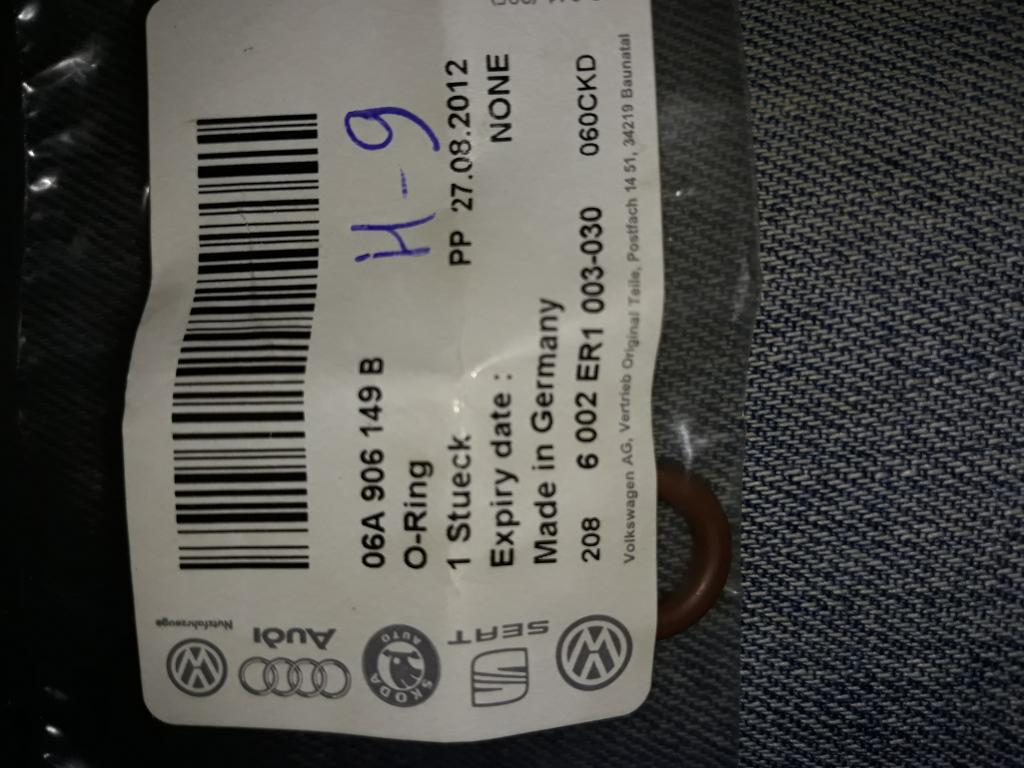 Nutzfahrzeuge
Audi
SKODA
AUTO
SEAT
06A 906 149 B
H-9
O-Ring
1 Stueck PP 27.08.2012
Expiry date : NONE
Made in Germany
208 6 002 ER1 003-030 060CKD
Volkswagen AG, Vertrieb Original Teile, Postfach 14 51, 34219 Baunatal